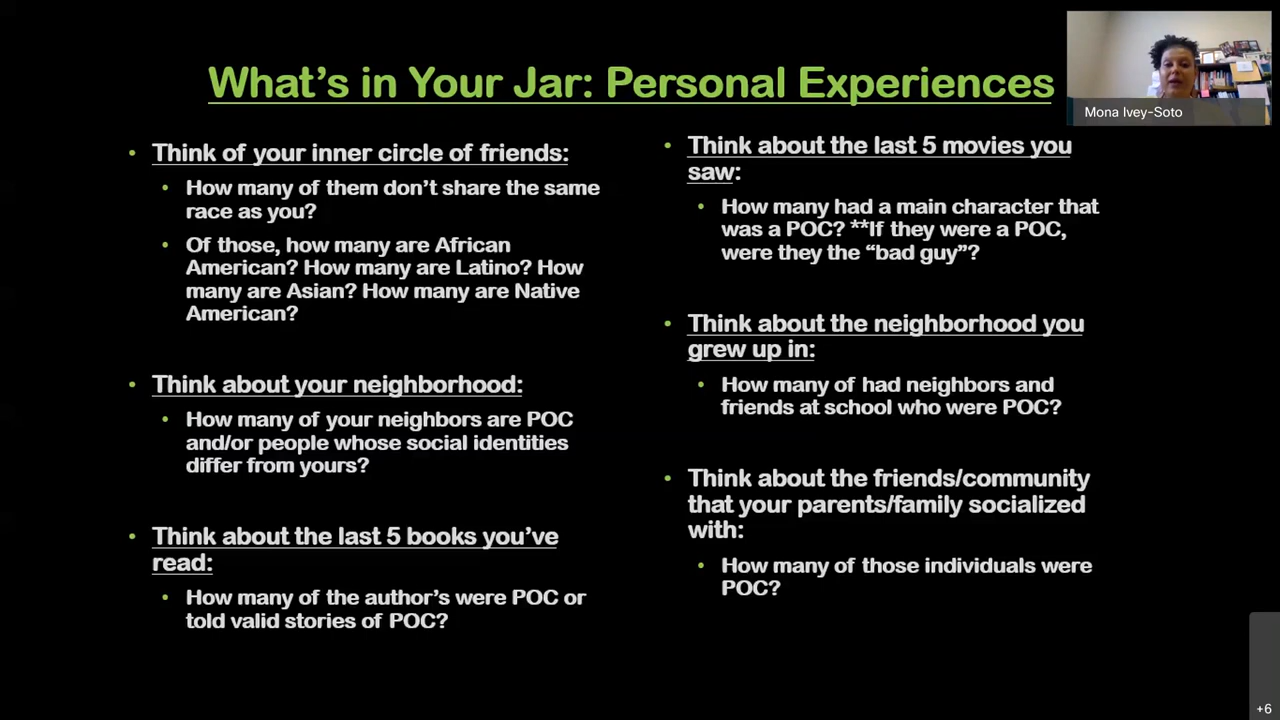 What's in Your Jar: Personal Experiences
Mona Ivey-Soto
• Think of your inner circle of friends:
• How many of them don't share the same
race as you?
• Of those, how many are African
American? How many are Latino? How
many are Asian? How many are Native
American?
• Think about your neighborhood:
• How many of your neighbors are POC
and/or people whose social identities
differ from yours?
• Think about the last 5 books you've
read:
• How many of the author's were POC or
told valid stories of POC?
• Think about the last 5 movies you
saw:
• How many had a main character that
was a POC? **If they were a POC,
were they the "bad guy"?
• Think about the neighborhood you
grew up in:
• How many of had neighbors and
friends at school who were POC?
• Think about the friends/community
that your parents/family socialized
with:
• How many of those individuals were
POC?
+6